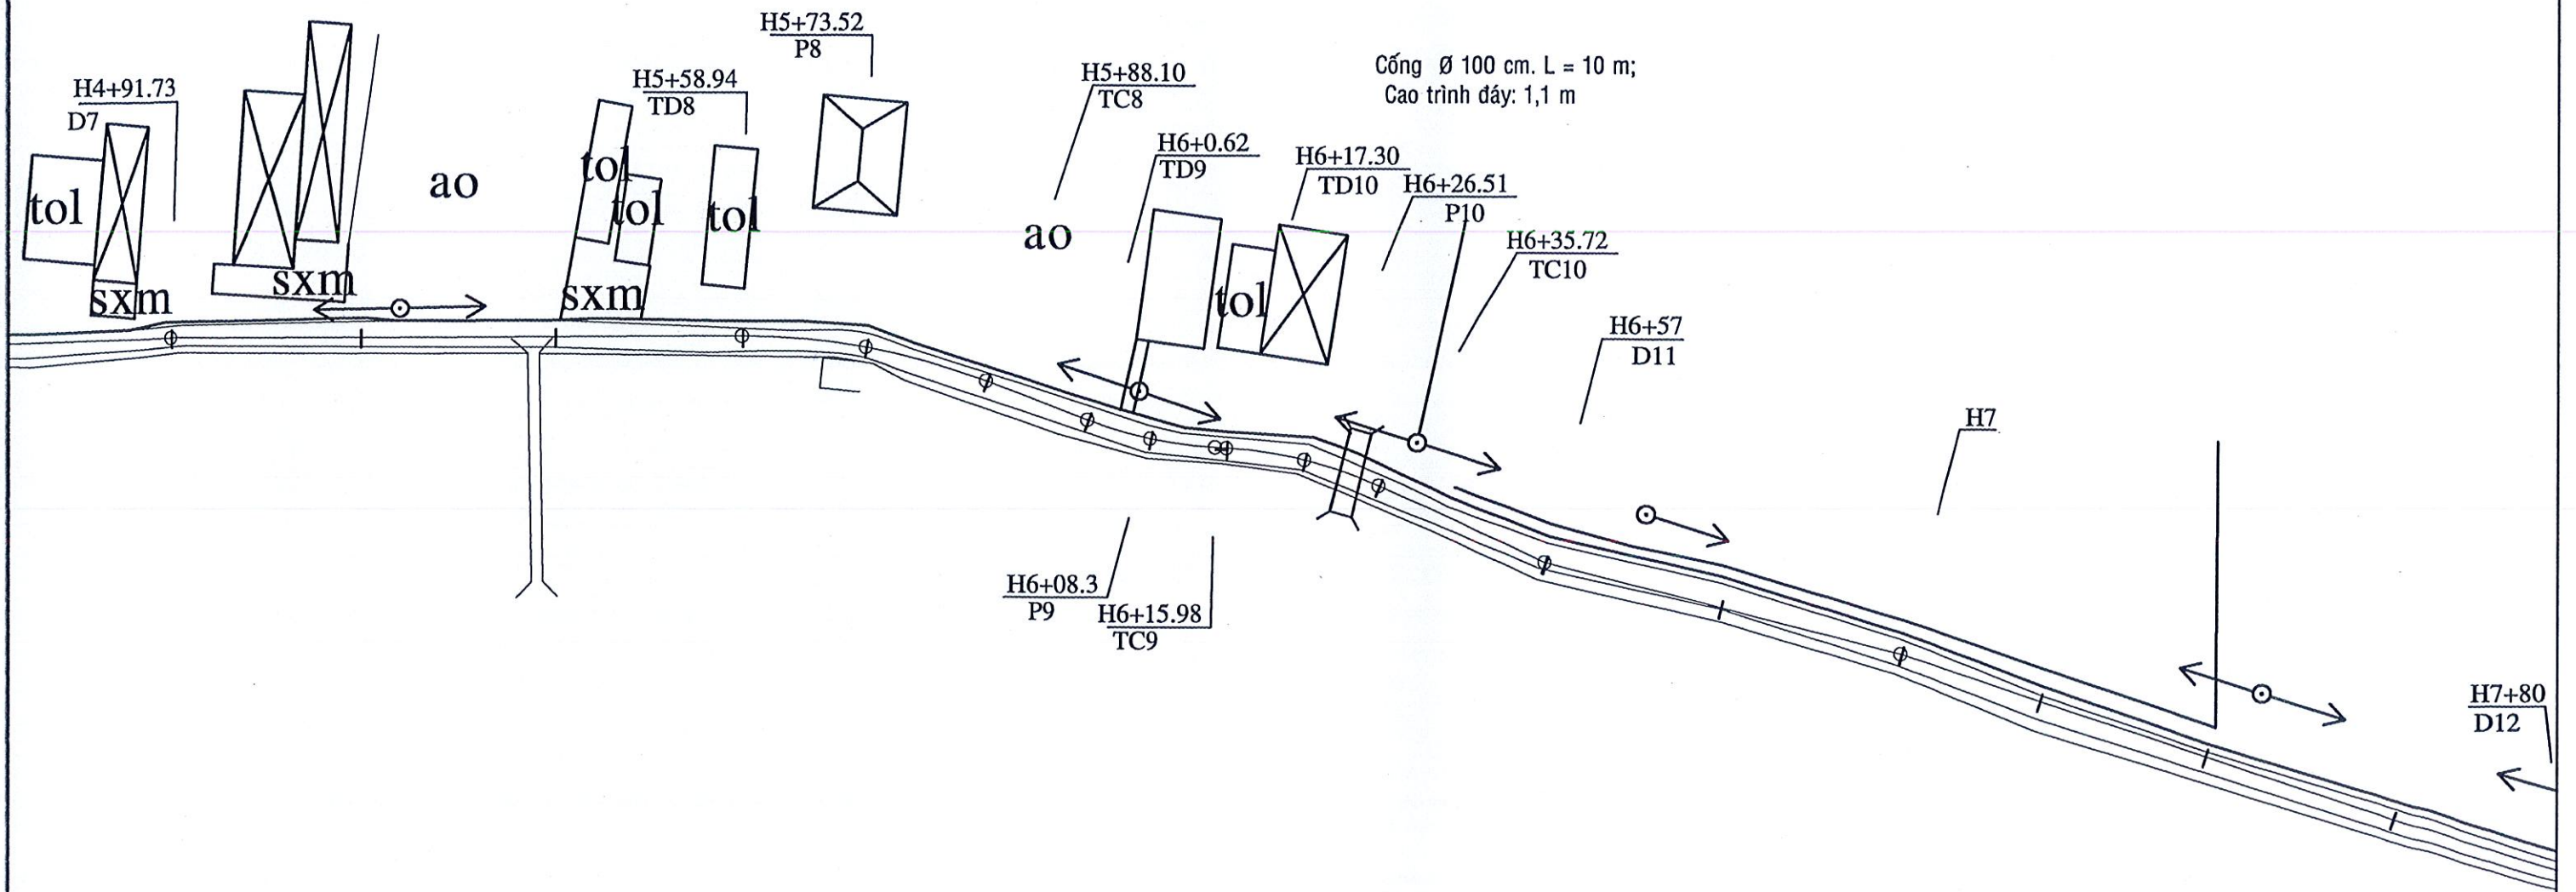 H5+73.52
P8
Cống Ø 100 cm. L = 10 m;
Cao trình đáy: 1,1 m
H4+91.73
D7
H5+58.94
TD8
H5+88.10
TC8
H6+0.62
TD9
H6+17.30
TD10
H6+26.51
P10
H6+35.72
TC10
tol
ao
tol
tol
tol
ao
sxm
sxm
sxm
tol
H6+57
D11
H7
H6+08.3
P9
H6+15.98
TC9
H7+80
D12